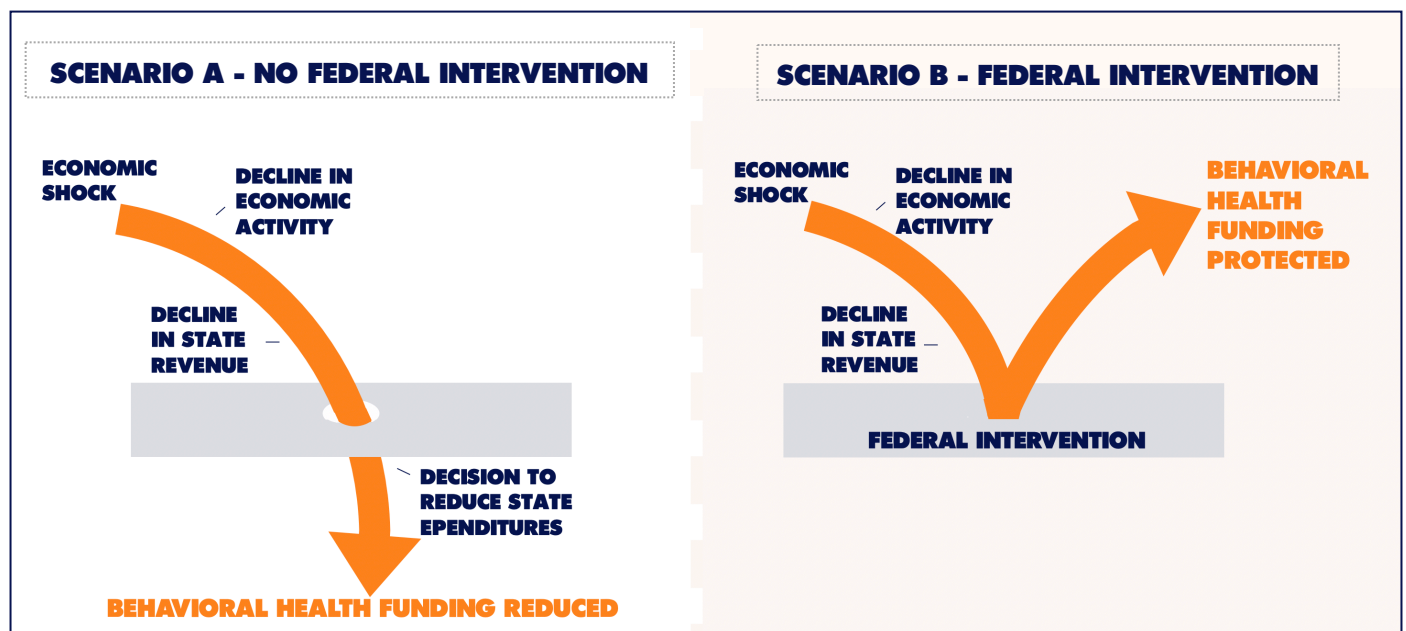 SCENARIO A - NO FEDERAL INTERVENTION
ECONOMIC
SHOCK
DECLINE IN
ECONOMIC
ACTIVITY
DECLINE
IN STATE
REVENUE
DECISION TO
REDUCE STATE
EPENDITURES
BEHAVIORAL HEALTH FUNDING REDUCED
SCENARIO B - FEDERAL INTERVENTION
ECONOMIC
SHOCK
DECLINE IN
ECONOMIC
ACTIVITY
DECLINE
IN STATE
REVENUE
FEDERAL INTERVENTION
BEHAVIORAL
HEALTH
FUNDING
PROTECTED